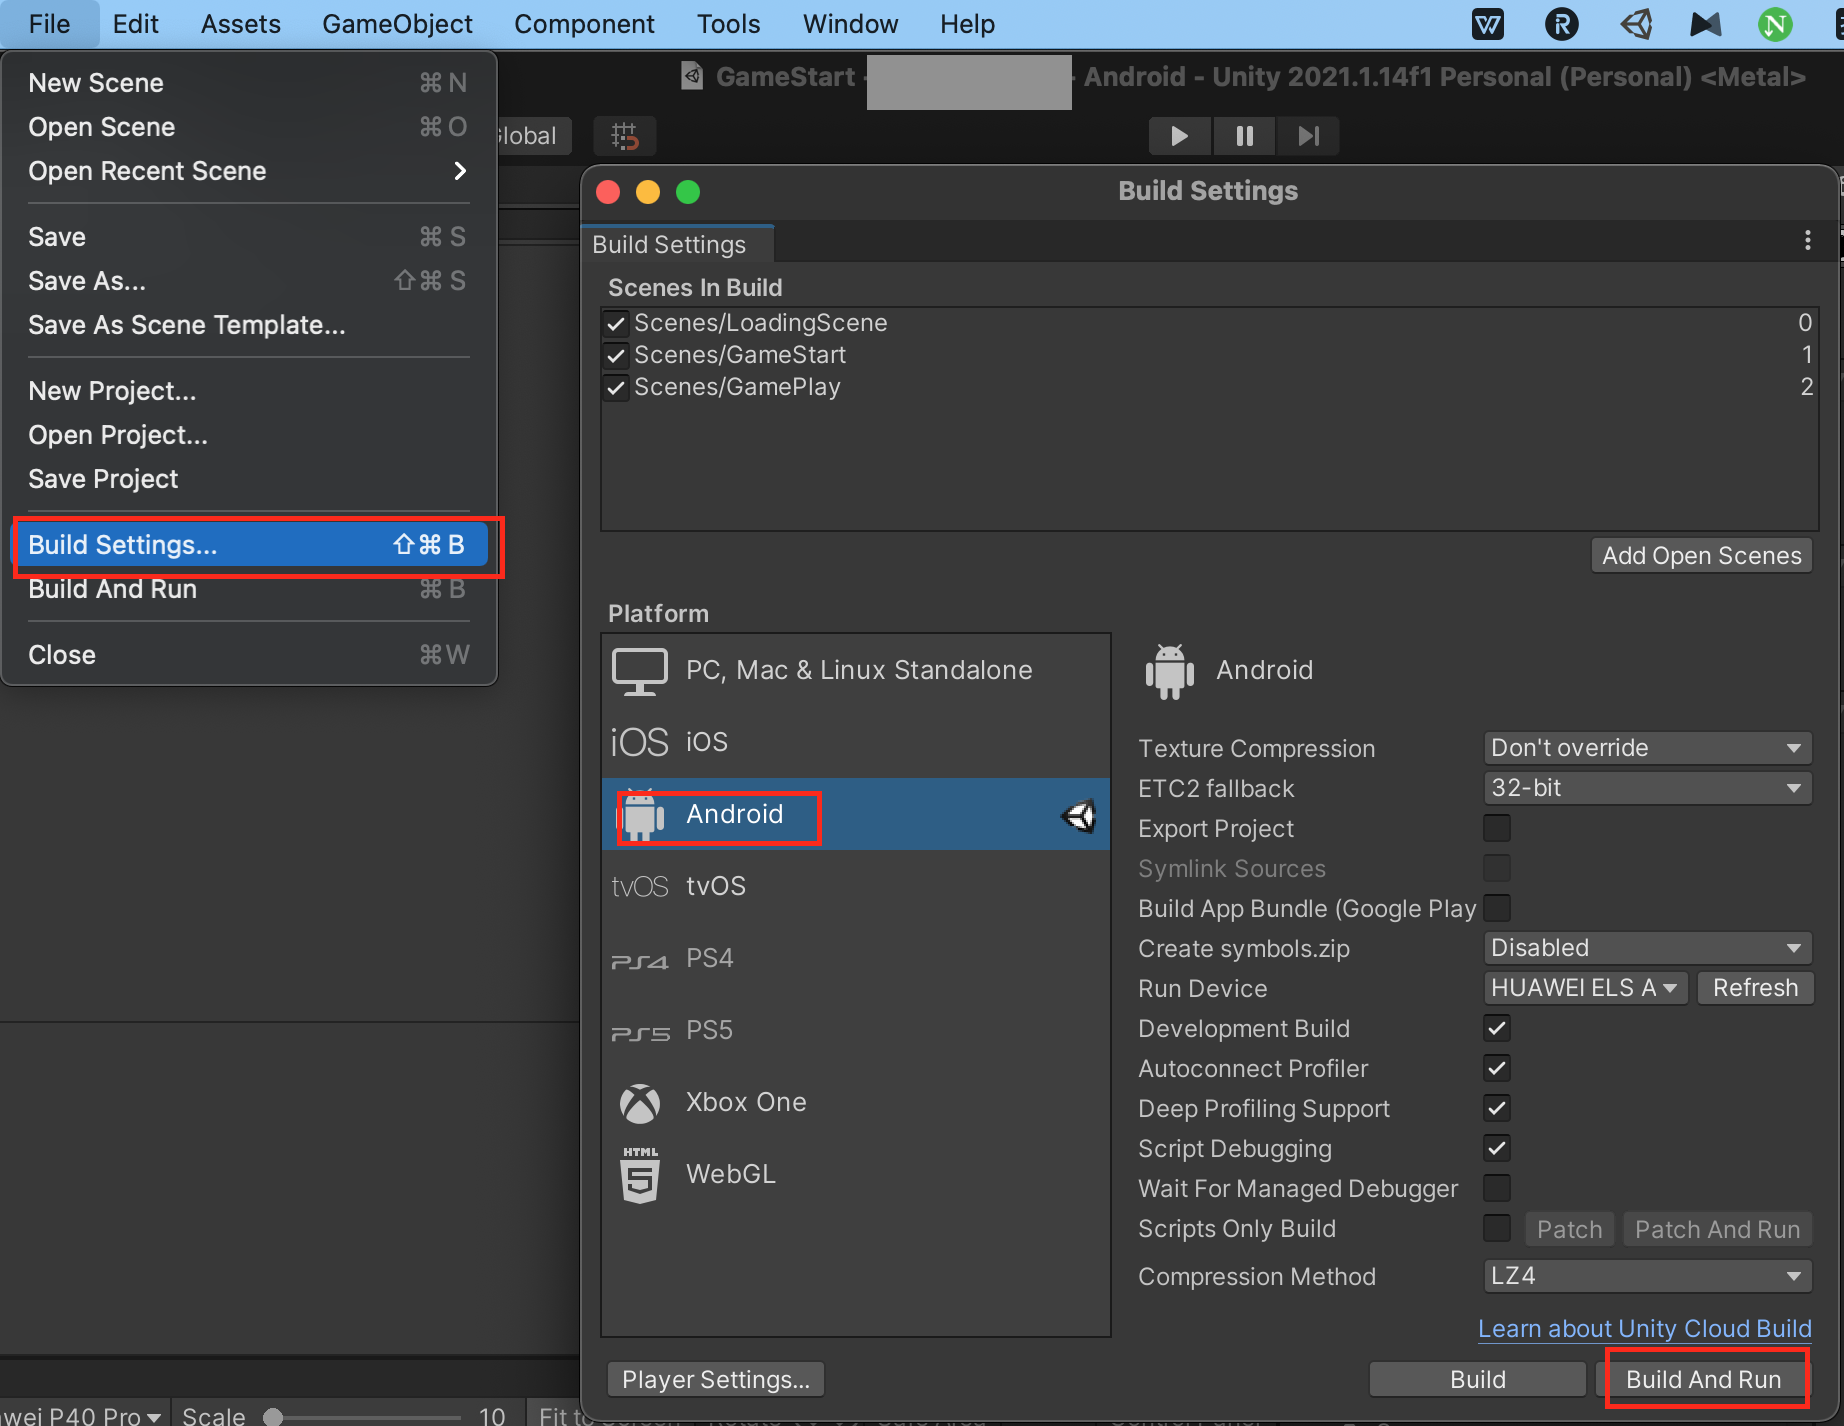 File Edit Assets GameObject Component Tools Window Help
GameStart - - Android - Unity 2021.1.14f1 Personal (Personal) <Metal>
New Scene ⌘ N
Open Scene ⌘ O
Open Recent Scene
Save ⌘ S
Save As... ⇧⌘ S
Save As Scene Template...
New Project...
Open Project...
Save Project
Build Settings... ⇧⌘ B
Build And Run ⌘ B
Close ⌘W
Global
Build Settings
Build Settings
Scenes In Build
Scenes/LoadingScene 0
Scenes/GameStart 1
Scenes/GamePlay 2
Add Open Scenes
Platform
PC, Mac & Linux Standalone
iOS iOS
Android
tvOS tvOS
PS4 PS4
PS5 PS5
Xbox One
HTML 5 WebGL
Android
Texture Compression Don't override
ETC2 fallback 32-bit
Export Project
Symlink Sources
Build App Bundle (Google Play
Create symbols.zip Disabled
Run Device HUAWEI ELS A Refresh
Development Build
Autoconnect Profiler
Deep Profiling Support
Script Debugging
Wait For Managed Debugger
Scripts Only Build Patch Patch And Run
Compression Method LZ4
Learn about Unity Cloud Build
Player Settings... Build Build And Run
wei P40 Pro Scale 10 Fit to